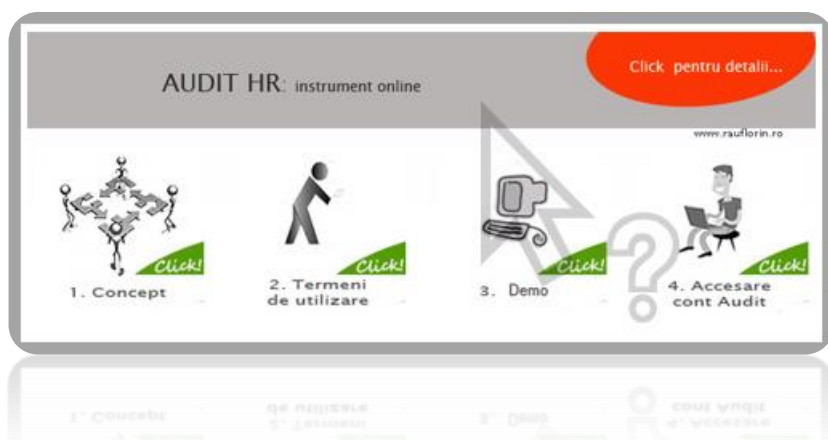 AUDIT HR: instrument online
Click pentru detalii...
www.rauflorin.ro
Click!
Click!
Click!
Click!
1. Concept
2. Termeni
de utilizare
3. Demo
4. Accesare
cont Audit
?